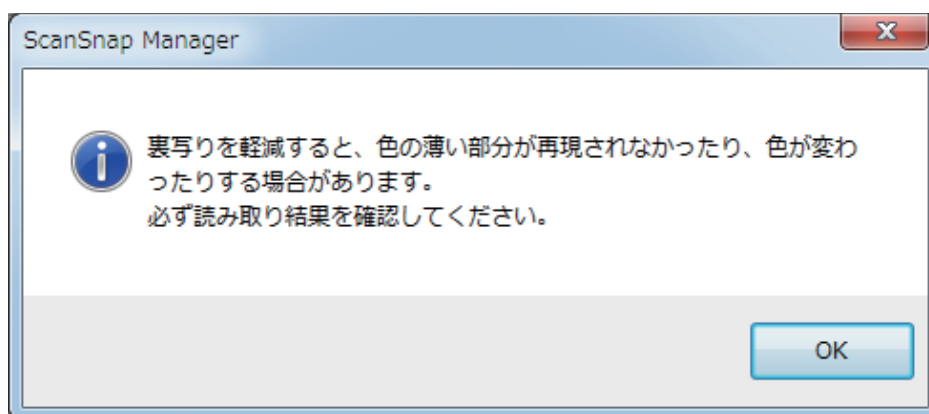 ScanSnap Manager
裏写りを軽減すると、色の薄い部分が再現されなかったり、色が変わ
ったりする場合があります。
必ず読み取り結果を確認してください。
OK